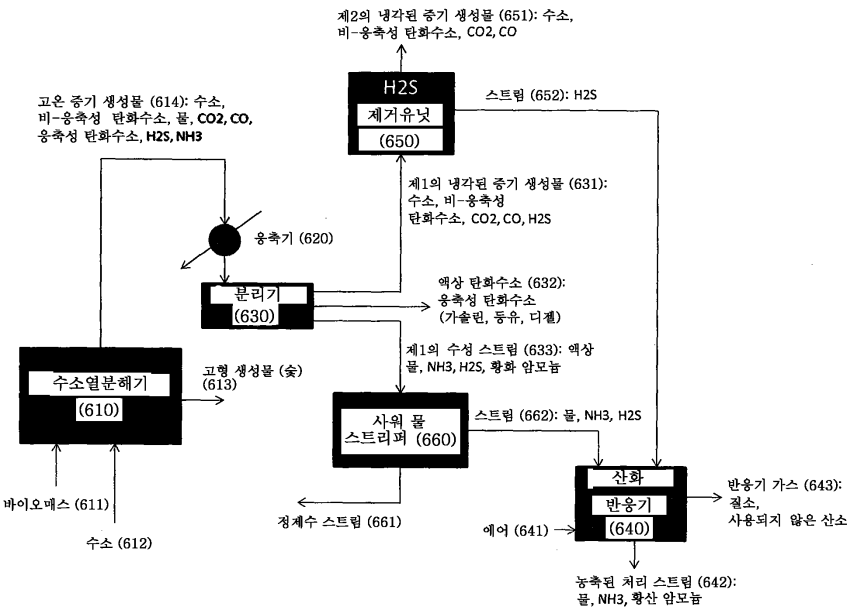 제2의 냉각된 증기 생성물 (651): 수소,
비-응축성 탄화수소, CO2, CO
H2S
제거유닛
(650)
스트림 (652): H2S
고온 증기 생성물 (614): 수소,
비-응축성 탄화수소, 물, CO2, CO,
응축성 탄화수소, H2S, NH3
제1의 냉각된 증기 생성물 (631):
수소, 비-응축성
탄화수소, CO2, CO, H2S
응축기 (620)
분리기
(630)
액상 탄화수소 (632):
응축성 탄화수소
(가솔린, 등유, 디젤)
제1의 수성 스트림 (633): 액상
물, NH3, H2S, 황화 암모늄
수소열분해기
(610)
고형 생성물 (숯)
(613)
사워 물
스트리퍼 (660)
스트림 (662): 물, NH3, H2S
바이오매스 (611)
수소 (612)
정제수 스트림 (661)
에어 (641)
산화
반응기
(640)
반응기 가스 (643):
질소,
사용되지 않은 산소
농축된 처리 스트림 (642):
물, NH3, 황산 암모늄